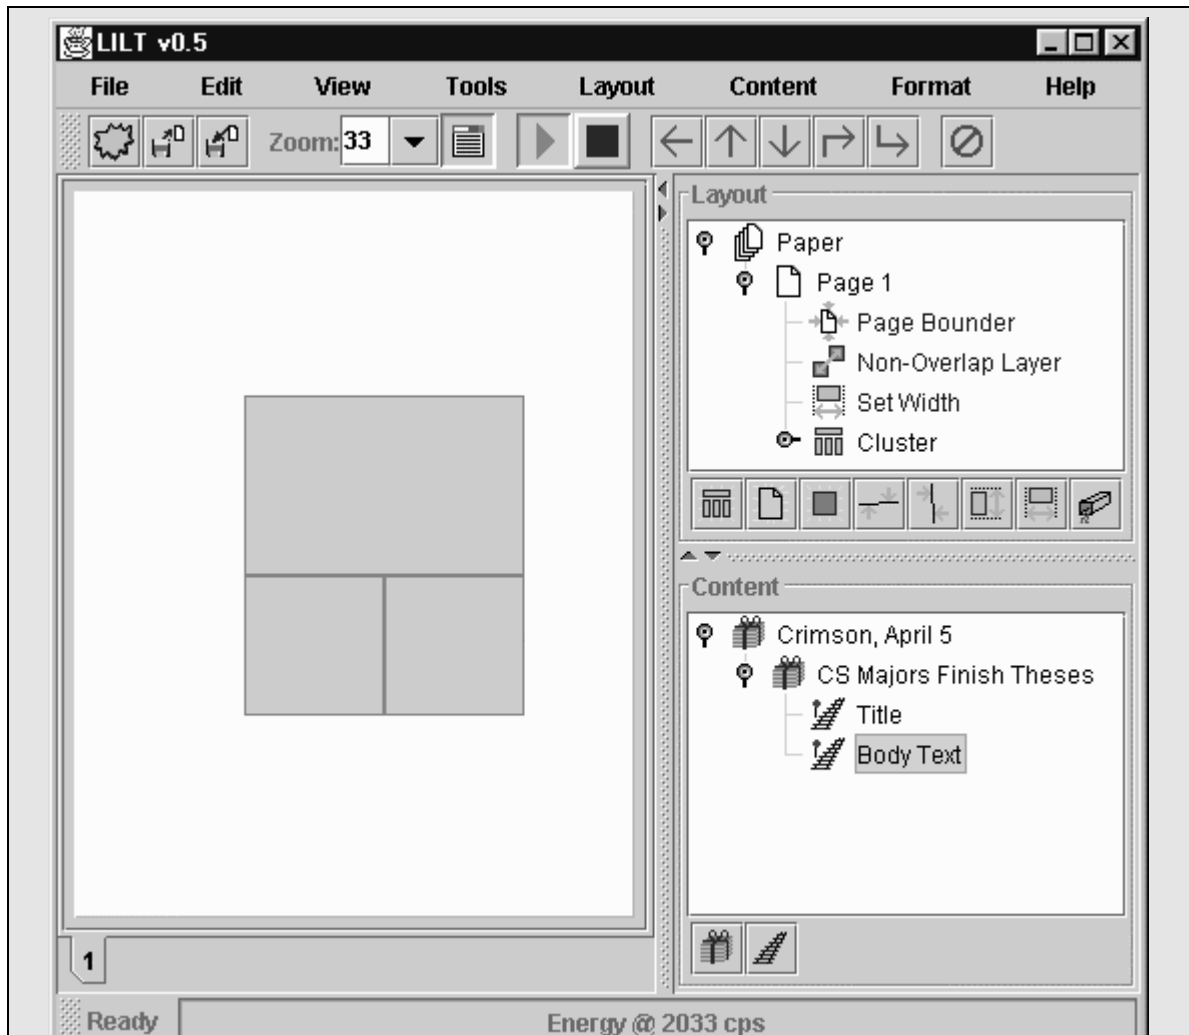 LILT v0.5
File Edit View Tools Layout Content Format Help
Zoom: 33
Layout
Paper
Page 1
Page Bounder
Non-Overlap Layer
Set Width
Cluster
Content
Crimson, April 5
CS Majors Finish Theses
Title
Body Text
1
Ready Energy @ 2033 cps